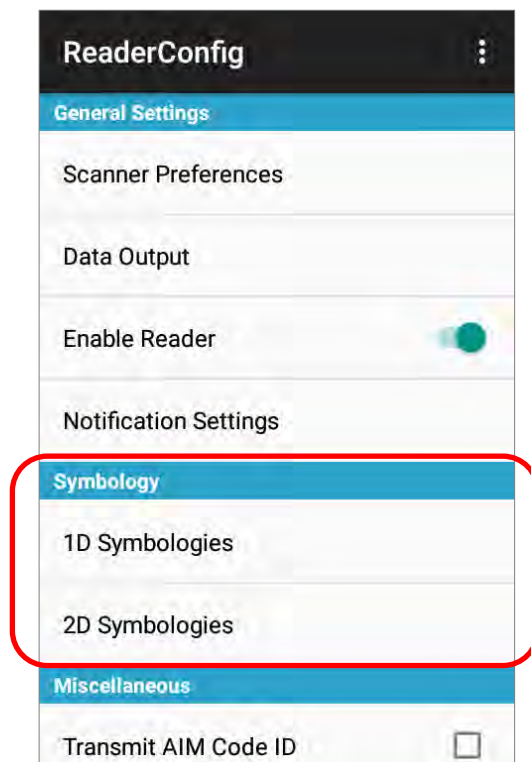 ReaderConfig
General Settings
Scanner Preferences
Data Output
Enable Reader
Notification Settings
Symbology
1D Symbologies
2D Symbologies
Miscellaneous
Transmit AIM Code ID